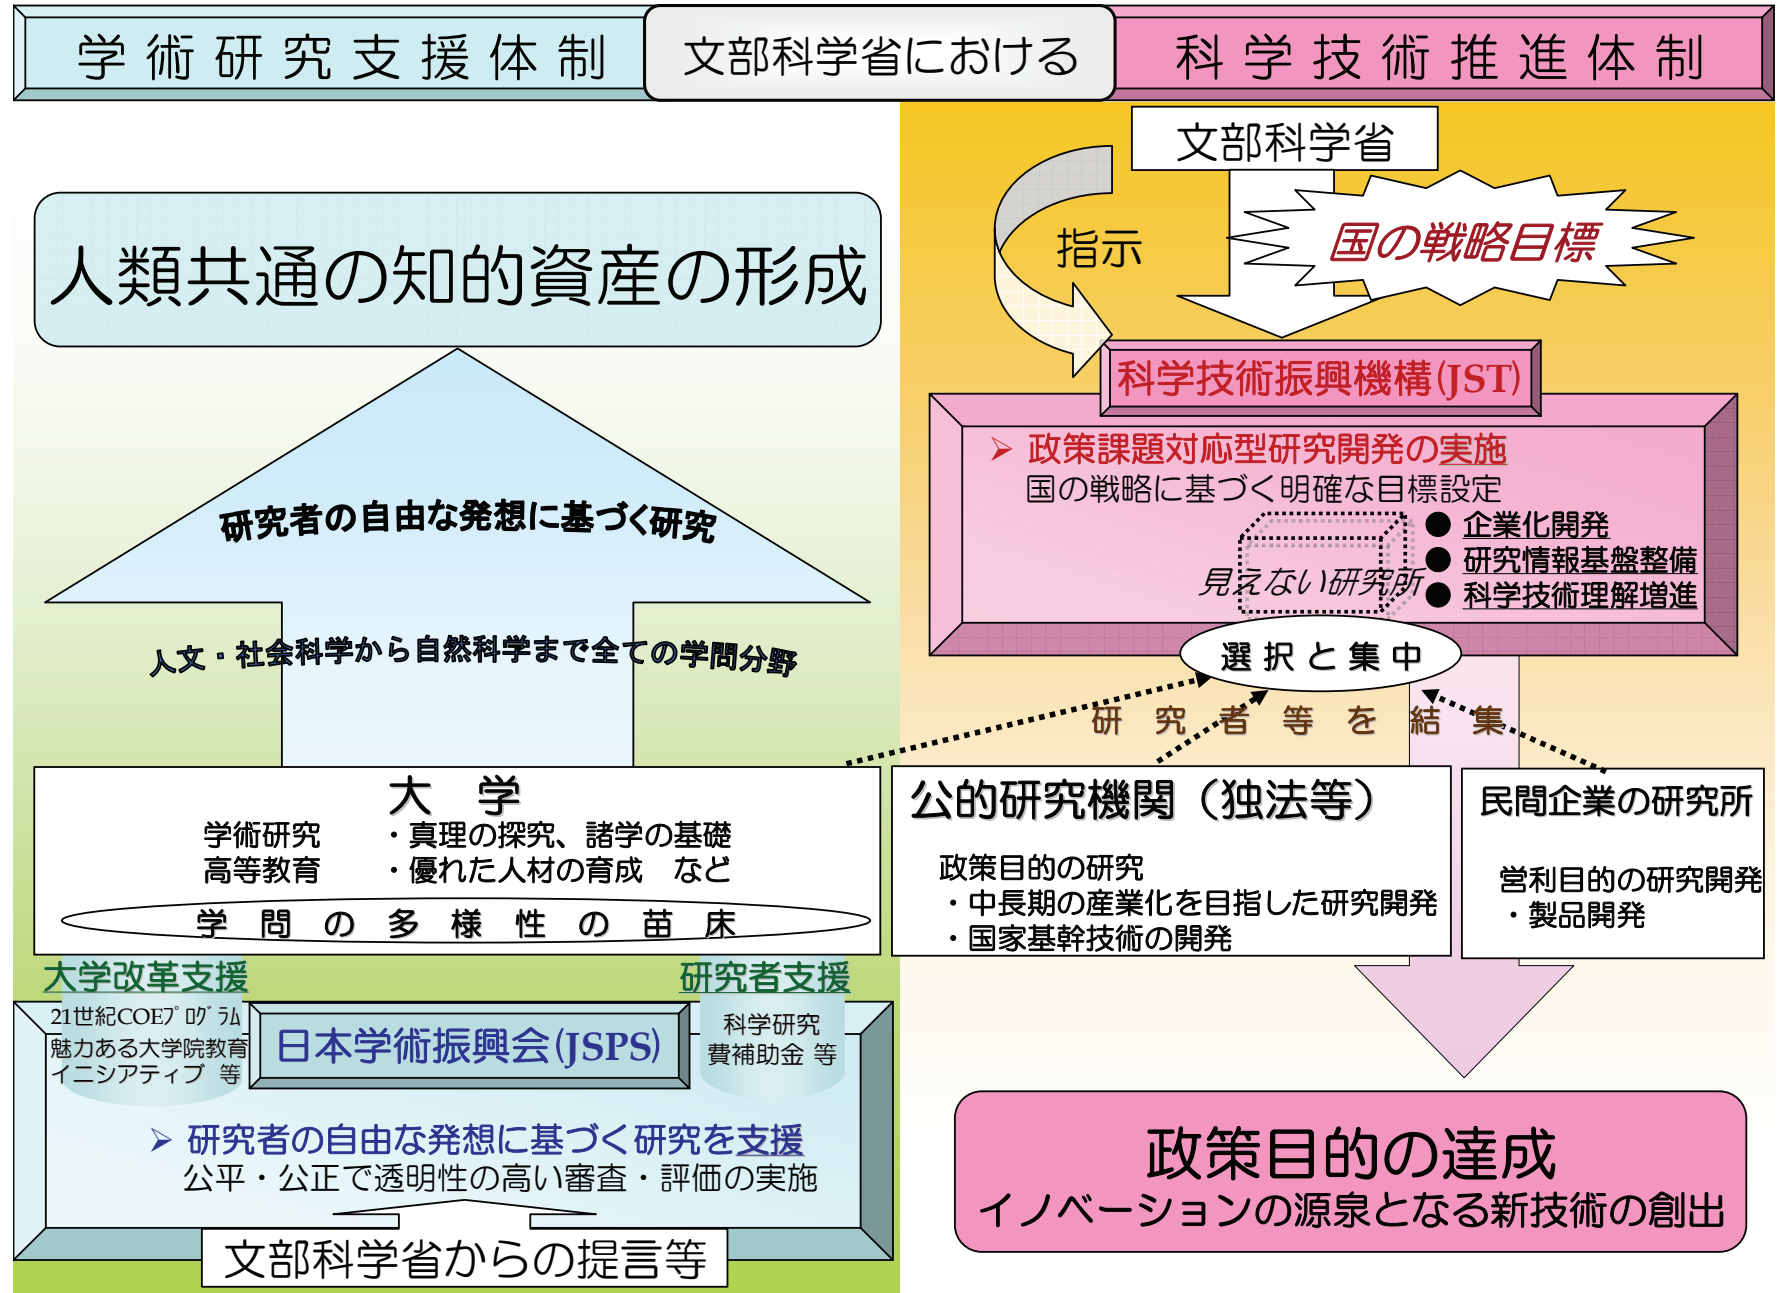 学術研究支援体制
文部科学省における
科学技術推進体制
人類共通の知的資産の形成
研究者の自由な発想に基づく研究
人文・社会科学から自然科学まで全ての学問分野
大 学
学術研究 ・真理の探究、諸学の基礎
高等教育 ・優れた人材の育成 など
学問の多様性の苗床
大学改革支援
21世紀COEﾌﾟﾛｸﾞﾗﾑ
魅力ある大学院教育
イニシアティブ 等
研究者支援
科学研究
費補助金 等
日本学術振興会(JSPS)
➢ 研究者の自由な発想に基づく研究を支援
公平・公正で透明性の高い審査・評価の実施
文部科学省からの提言等
文部科学省
指示
国の戦略目標
科学技術振興機構(JST)
➢ 政策課題対応型研究開発の実施
国の戦略に基づく明確な目標設定
見えない研究所
● 企業化開発
● 研究情報基盤整備
● 科学技術理解増進
選択と集中
研究者等を結集
公的研究機関（独法等）
政策目的の研究
・中長期の産業化を目指した研究開発
・国家基幹技術の開発
民間企業の研究所
営利目的の研究開発
・製品開発
政策目的の達成
イノベーションの源泉となる新技術の創出